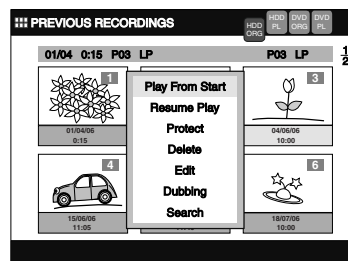 PREVIOUS RECORDINGS
HDD ORG
HDD PL
DVD ORG
DVD PL
01/04 0:15 P03 LP P03 LP
1/2
1
3
01/04/06
0:15
04/06/06
10:00
Play From Start
Resume Play
Protect
Delete
Edit
Dubbing
Search
4
6
15/06/06
11:05
18/07/06
10:00